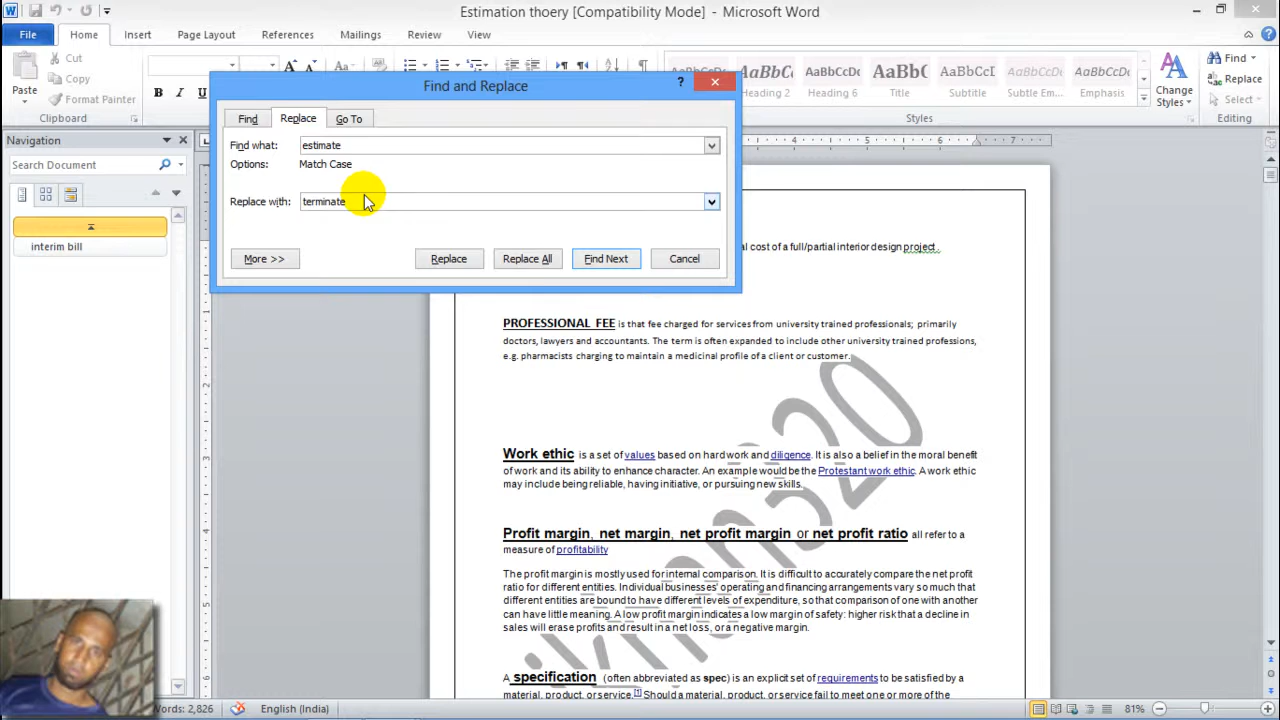 Estimation thoery [Compatibility Mode] - Microsoft Word
File Home Insert Page Layout References Mailings Review View
Cut
Copy
Format Painter
Paste
Clipboard
Heading 2
Heading 6
Title
Subtitle
Subtle Em...
Emphasis
Styles
Change
Styles
Find
Replace
Select
Editing
Find and Replace
Find Replace Go To
Find what: estimate
Options: Match Case
Replace with: terminate
More >> Replace Replace All Find Next Cancel
Navigation
Search Document
interim bill
al cost of a full/partial interior design project .
PROFESSIONAL FEE is that fee charged for services from university trained professionals; primarily
doctors, lawyers and accountants. The term is often expanded to include other university trained professions,
e.g. pharmacists charging to maintain a medicinal profile of a client or customer.
Work ethic is a set of values based on hard work and diligence. It is also a belief in the moral benefit
of work and its ability to enhance character. An example would be the Protestant work ethic. A work ethic
may include being reliable, having initiative, or pursuing new skills.
Profit margin, net margin, net profit margin or net profit ratio all refer to a
measure of profitability
The profit margin is mostly used for internal comparison. It is difficult to accurately compare the net profit
ratio for different entities. Individual businesses' operating and financing arrangements vary so much that
different entities are bound to have different levels of expenditure, so that comparison of one with another
can have little meaning. A low profit margin indicates a low margin of safety: higher risk that a decline in
sales will erase profits and result in a net loss, or a negative margin.
A specification (often abbreviated as spec) is an explicit set of requirements to be satisfied by a
material, product, or service.[1] Should a material, product or service fail to meet one or more of the
Words: 2,826 English (India) 81%